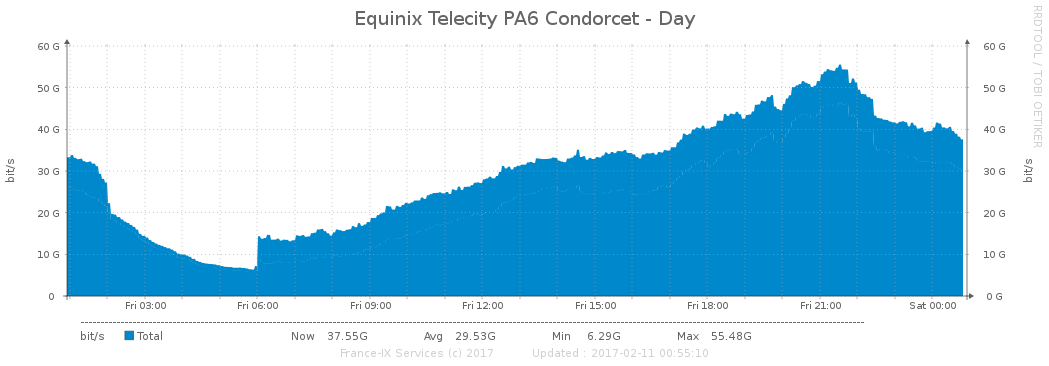 Equinix Telecity PA6 Condorcet - Day
RRDTOOL / TOBI OETIKER
60 G 60 G
50 G 50 G
40 G 40 G
30 G 30 G
20 G 20 G
10 G 10 G
0 0 G
bit/s bit/s
Fri 03:00 Fri 06:00 Fri 09:00 Fri 12:00 Fri 15:00 Fri 18:00 Fri 21:00 Sat 00:00
bit/s Total Now 37.55G Avg 29.53G Min 6.29G Max 55.48G
France-IX Services (c) 2017 Updated : 2017-02-11 00:55:10